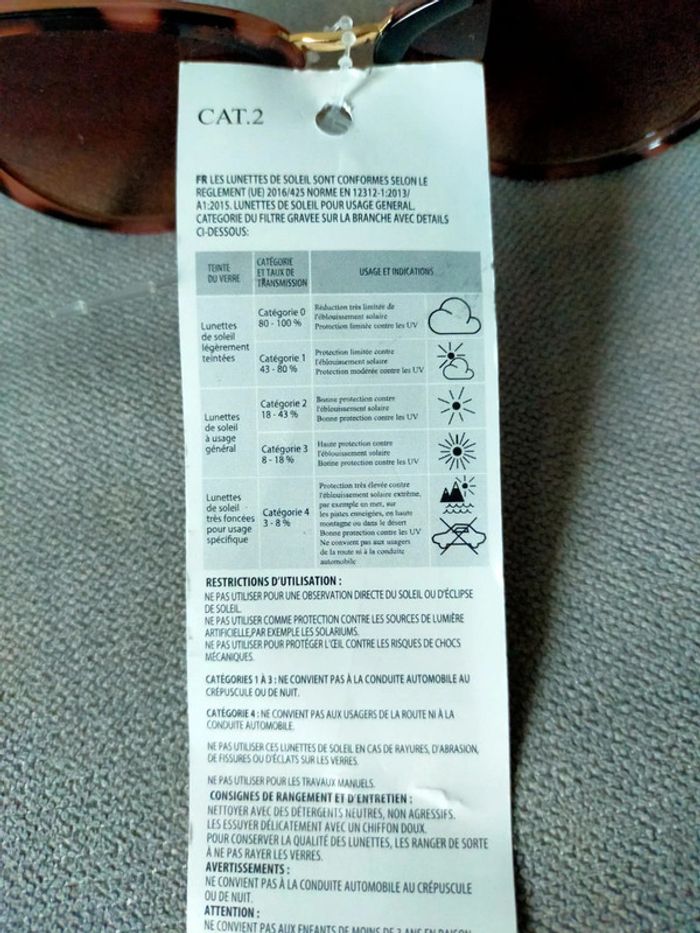 CAT.2
FR LES LUNETTES DE SOLEIL SONT CONFORMES SELON LE
REGLEMENT (UE) 2016/425 NORME EN 12312-1:2013/
A1:2015. LUNETTES DE SOLEIL POUR USAGE GENERAL.
CATEGORIE DU FILTRE GRAVEE SUR LA BRANCHE AVEC DETAILS
CI-DESSOUS:
TEINTE
DU VERRE
CATÉGORIE
ET TAUX DE
TRANSMISSION
USAGE ET INDICATIONS
Lunettes
de soleil
légèrement
teintées
Catégorie 0
80 - 100 %
Réduction très limitée de
l'éblouissement solaire
Protection limitée contre les UV
Catégorie 1
43 - 80 %
Protection limitée contre
l'éblouissement solaire
Protection modérée contre les UV
Lunettes
de soleil
à usage
général
Catégorie 2
18 - 43 %
Bonne protection contre
l'éblouissement solaire
Bonne protection contre les UV
Catégorie 3
8 - 18 %
Haute protection contre
l'éblouissement solaire
Bonne protection contre les UV
Lunettes
de soleil
très foncées
pour usage
spécifique
Catégorie 4
3 - 8 %
Protection très élevée contre
l'éblouissement solaire extrême,
par exemple en mer, sur
les pistes enneigées, en haute
montagne ou dans le désert
Bonne protection contre les UV
Ne convient pas aux usagers
de la route ni à la conduite
automobile
RESTRICTIONS D'UTILISATION :
NE PAS UTILISER POUR UNE OBSERVATION DIRECTE DU SOLEIL OU D'ÉCLIPSE
DE SOLEIL.
NE PAS UTILISER COMME PROTECTION CONTRE LES SOURCES DE LUMIÈRE
ARTIFICIELLE,PAR EXEMPLE LES SOLARIUMS.
NE PAS UTILISER POUR PROTÉGER L'ŒIL CONTRE LES RISQUES DE CHOCS
MÉCANIQUES.
CATÉGORIES 1 À 3 : NE CONVIENT PAS À LA CONDUITE AUTOMOBILE AU
CRÉPUSCULE OU DE NUIT.
CATÉGORIE 4 : NE CONVIENT PAS AUX USAGERS DE LA ROUTE NI À LA
CONDUITE AUTOMOBILE.
NE PAS UTILISER CES LUNETTES DE SOLEIL EN CAS DE RAYURES, D'ABRASION,
DE FISSURES OU D'ÉCLATS SUR LES VERRES.
NE PAS UTILISER POUR LES TRAVAUX MANUELS.
CONSIGNES DE RANGEMENT ET D'ENTRETIEN :
NETTOYER AVEC DES DÉTERGENTS NEUTRES, NON AGRESSIFS.
LES ESSUYER DÉLICATEMENT AVEC UN CHIFFON DOUX.
POUR CONSERVER LA QUALITÉ DES LUNETTES, LES RANGER DE SORTE
À NE PAS RAYER LES VERRES.
AVERTISSEMENTS :
NE CONVIENT PAS À LA CONDUITE AUTOMOBILE AU CRÉPUSCULE
OU DE NUIT.
ATTENTION :
NE CONVIENT PAS AUX ENFANTS DE MOINS DE 3 ANS EN RAISON